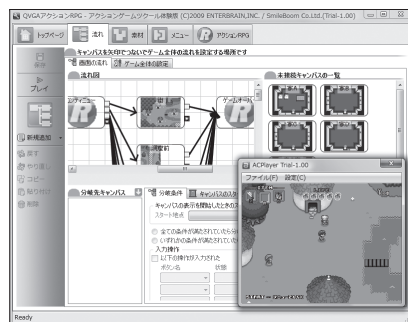 QVGAアクションRPG - アクションゲームツクール体験版 (C)2009 ENTERBRAIN,INC. / SmileBoom Co.Ltd.(Trial-1.00)
トップページ
流れ
素材
メニュー
アクションRPG
保存
プレイ
新規追加
戻す
やり直し
コピー
貼り付け
削除
キャンバスを矢印でつないでゲーム全体の流れを設定する場所です
画面の流れ
ゲーム全体の設定
流れ図
未接続キャンバスの一覧
分岐先キャンバス
分岐条件
キャンバスの表示を開始したときのス
スタート地点
全ての条件が満たされていたら分
いずれかの条件が満たされていた
入力操作
以下の操作が入力された
ボタン名
状態
ACPlayer Trial-1.00
ファイル(F) 設定(C)
Ready